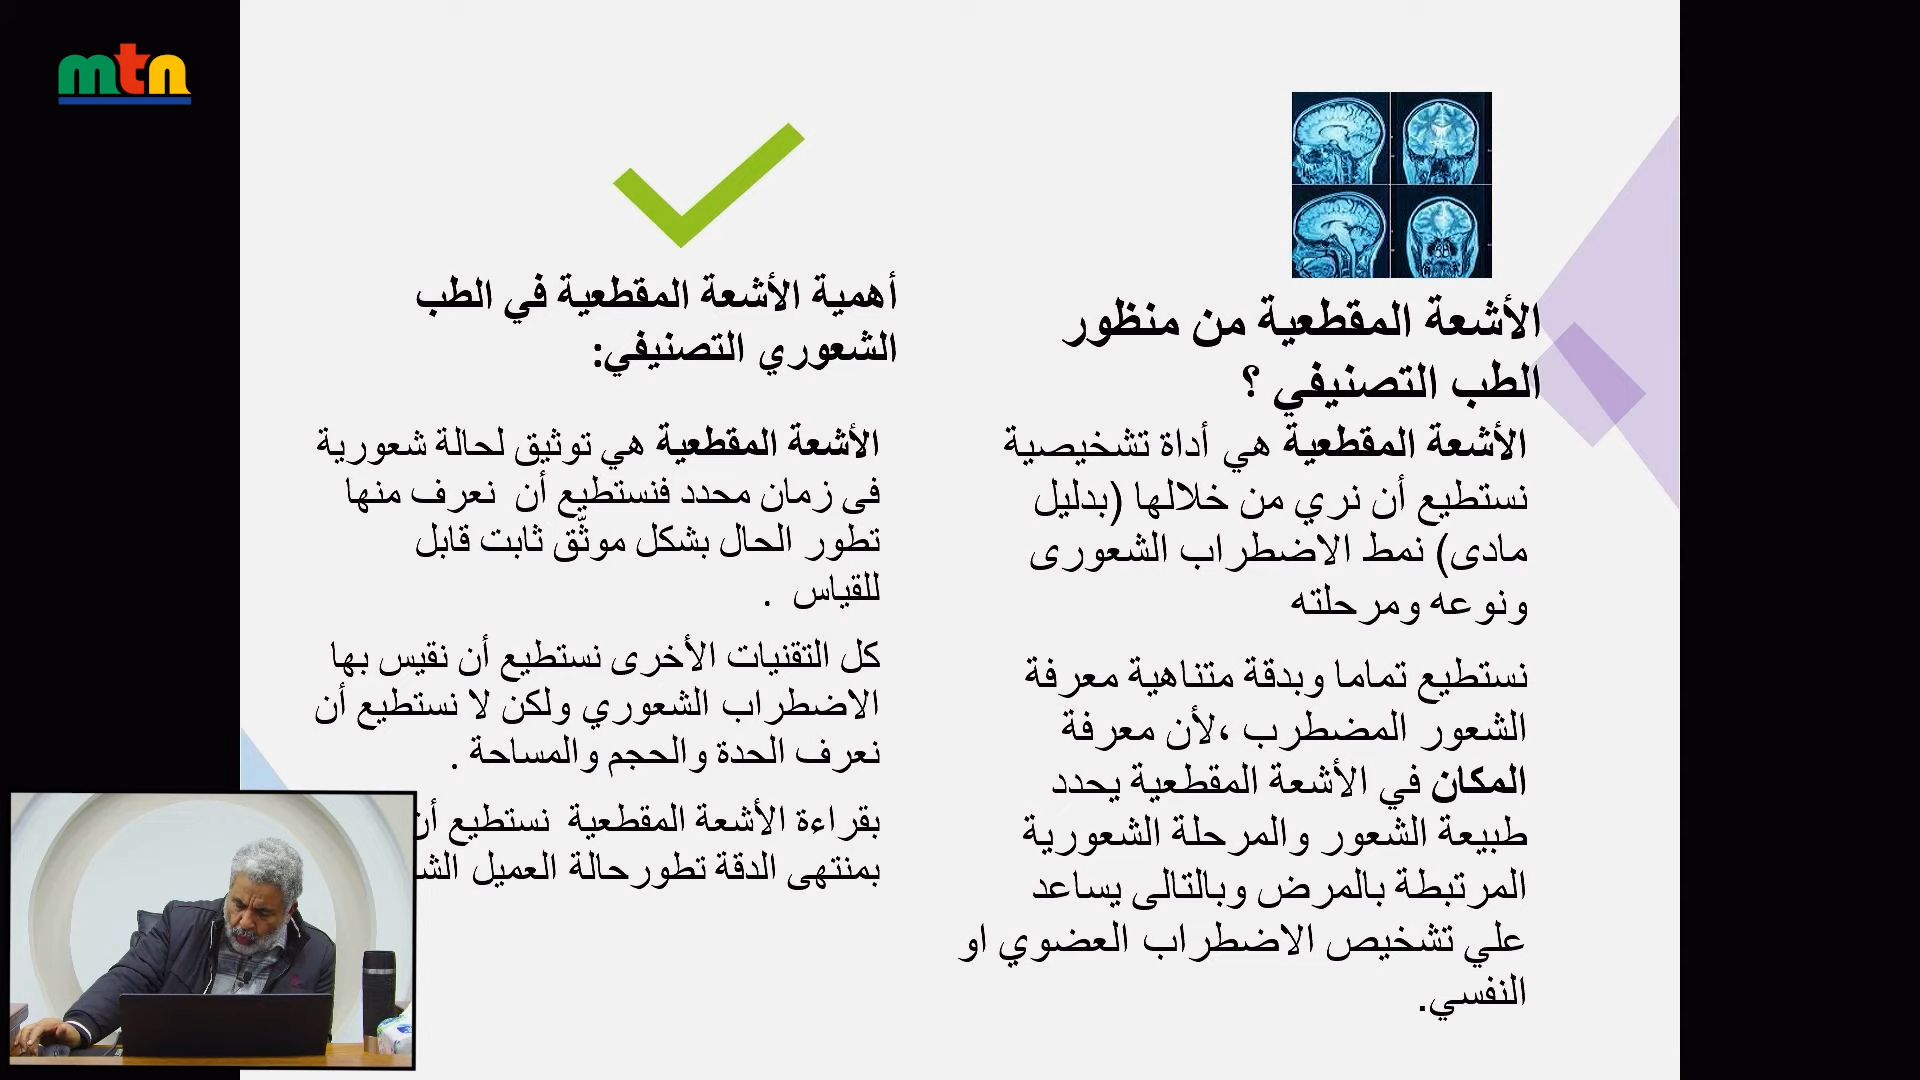 mtn
الأشعة المقطعية من منظور
الطب التصنيفي ؟
الأشعة المقطعية هي أداة تشخيصية
نستطيع أن نري من خلالها (بدليل
مادى) نمط الاضطراب الشعورى
ونوعه ومرحلته
نستطيع تماما وبدقة متناهية معرفة
الشعور المضطرب ،لأن معرفة
المكان في الأشعة المقطعية يحدد
طبيعة الشعور والمرحلة الشعورية
المرتبطة بالمرض وبالتالى يساعد
علي تشخيص الاضطراب العضوي او
النفسي.
أهمية الأشعة المقطعية في الطب
الشعوري التصنيفي:
الأشعة المقطعية هي توثيق لحالة شعورية
فى زمان محدد فنستطيع أن نعرف منها
تطور الحال بشكل موثّق ثابت قابل
للقياس .
كل التقنيات الأخرى نستطيع أن نقيس بها
الاضطراب الشعوري ولكن لا نستطيع أن
نعرف الحدة والحجم والمساحة .
بقراءة الأشعة المقطعية نستطيع أن
بمنتهى الدقة تطورحالة العميل